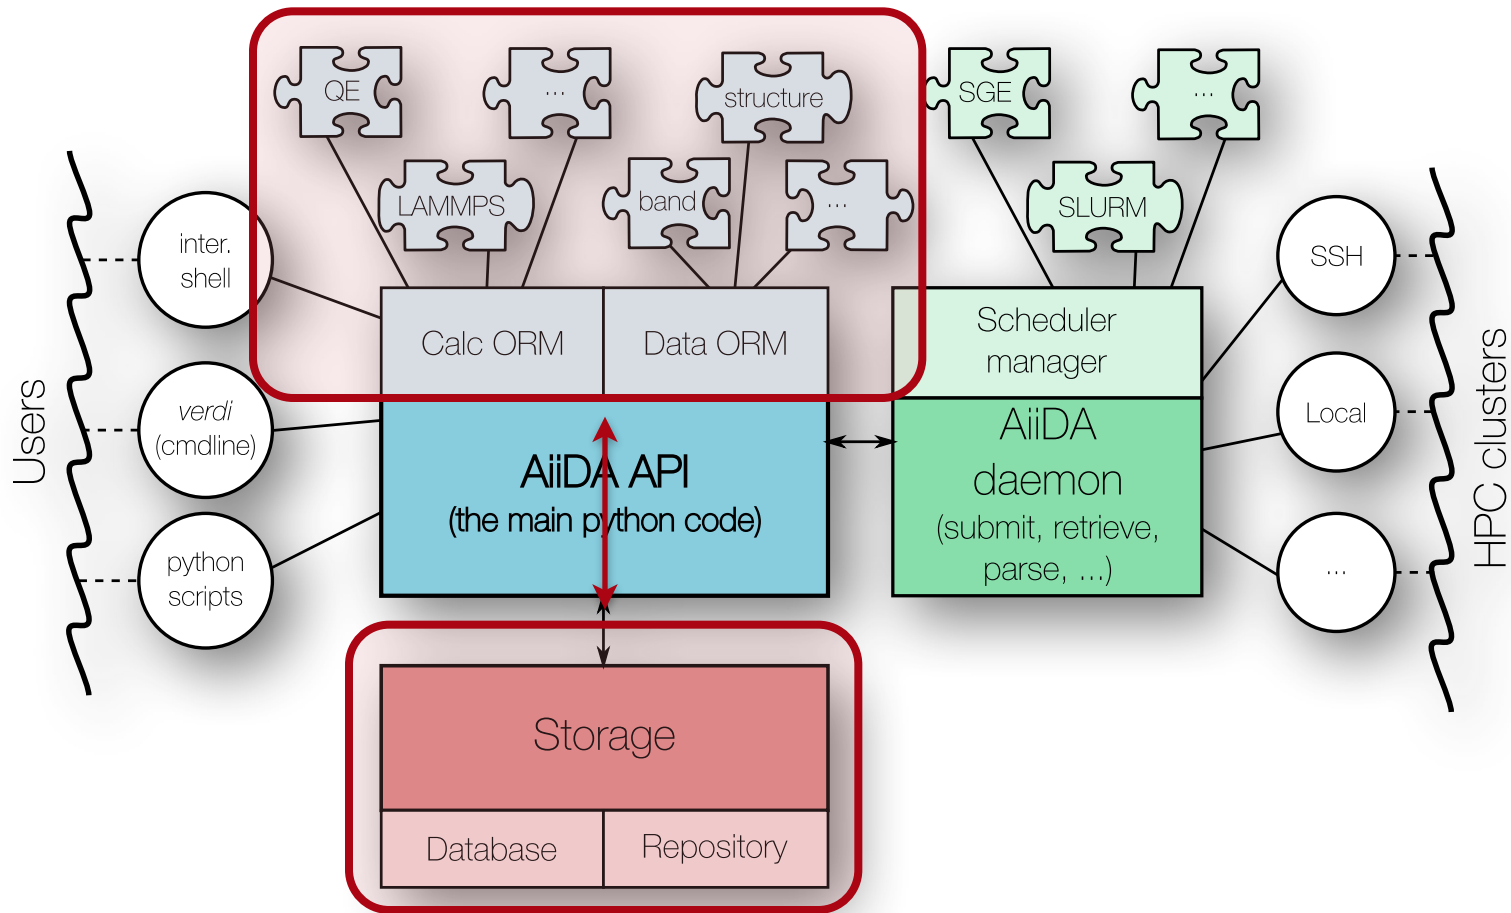 QE
...
structure
SGE
...
LAMMPS
band
...
SLURM
inter.
shell
SSH
Calc ORM
Data ORM
Scheduler
manager
Users
verdi
(cmdline)
AiiDA API
(the main python code)
AiiDA
daemon
(submit, retrieve,
parse, ...)
Local
HPC clusters
python
scripts
...
Storage
Database
Repository